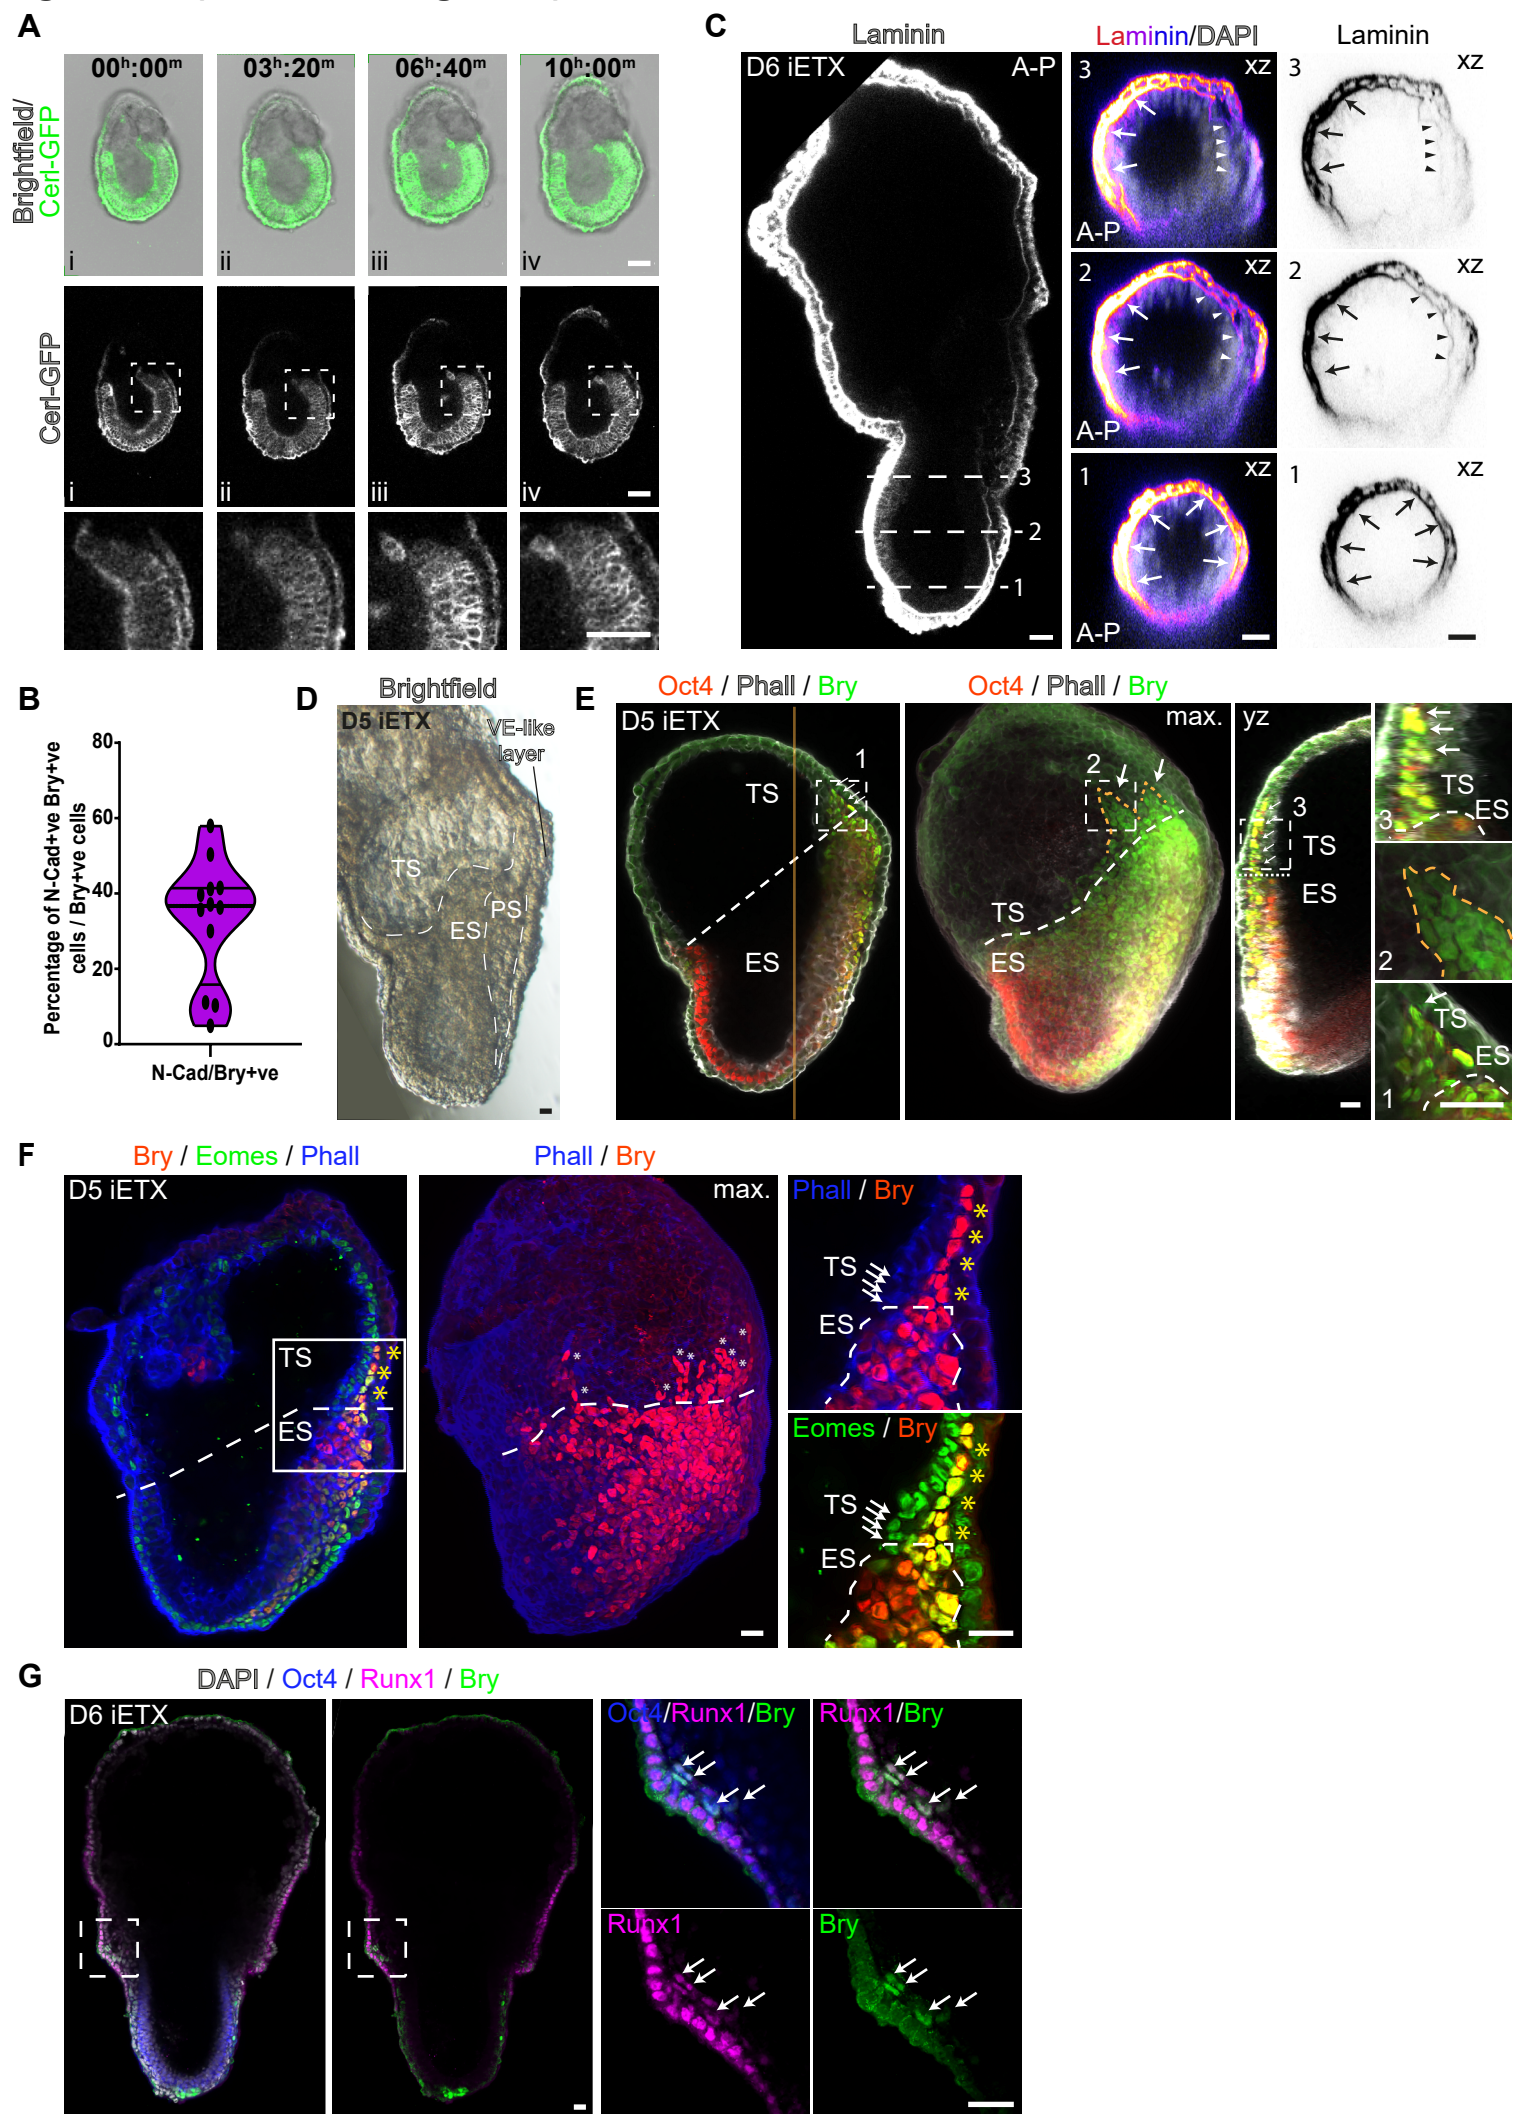 A
00h:00m
03h:20m
06h:40m
10h:00m
Brightfield/
Cerl-GFP
i
ii
iii
iv
Cerl-GFP
i
ii
iii
iv
C
Laminin
D6 iETX
A-P
3
2
1
Laminin/DAPI
3
xz
A-P
2
xz
A-P
1
xz
A-P
Laminin
3
xz
2
xz
1
xz
B
80
60
40
20
0
Percentage of N-Cad+ve Bry+ve
cells / Bry+ve cells
N-Cad/Bry+ve
D
Brightfield
D5 iETX
VE-like
layer
TS
ES
PS
E
Oct4 / Phall / Bry
D5 iETX
1
TS
ES
Oct4 / Phall / Bry
max.
2
TS
ES
yz
3
TS
ES
TS
ES
3
2
TS
ES
1
F
Bry / Eomes / Phall
D5 iETX
TS
ES
***
Phall / Bry
max.
Phall / Bry
TS
ES
Eomes / Bry
TS
ES
G
DAPI / Oct4 / Runx1 / Bry
D6 iETX
Oct4/Runx1/Bry
Runx1/Bry
Runx1
Bry